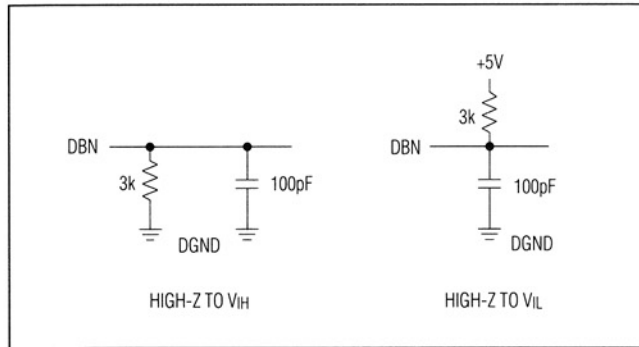 DBN
3k
100pF
DGND
HIGH-Z TO VIH
+5V
3k
DBN
100pF
DGND
HIGH-Z TO VIL